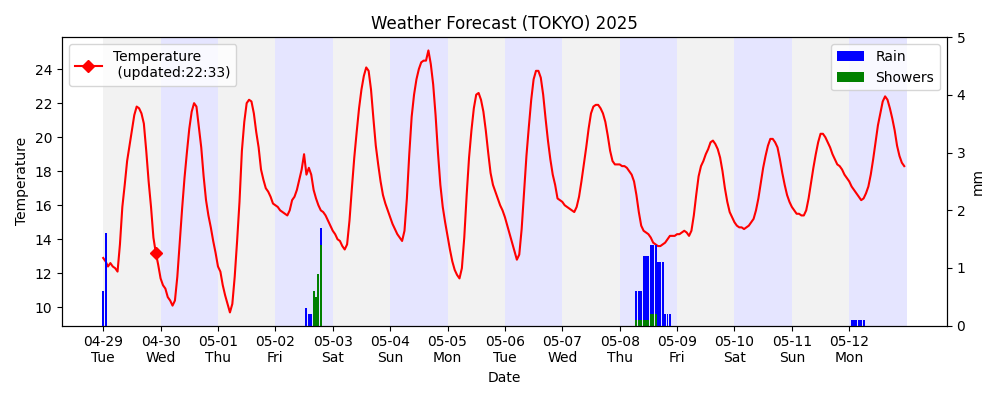 Weather Forecast (TOKYO) 2025
Temperature
(updated:22:33)
Rain
Showers
Temperature
24
22
20
18
16
14
12
10
5
4
3
2
1
0
mm
04-29 04-30 05-01 05-02 05-03 05-04 05-05 05-06 05-07 05-08 05-09 05-10 05-11 05-12
Tue Wed Thu Fri Sat Sun Mon Tue Wed Thu Fri Sat Sun Mon
Date